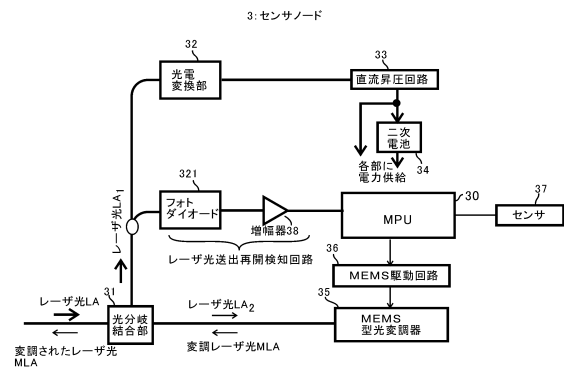 3:センサノード
32
光電
変換部
33
直流昇圧回路
二次
電池
34
各部に
電力供給
レーザ光LA1
321
フォト
ダイオード
増幅器38
レーザ光送出再開検知回路
MPU
30
37
センサ
36
MEMS駆動回路
35
MEMS
型光変調器
31
光分岐
結合部
レーザ光LA
変調されたレーザ光
MLA
レーザ光LA2
変調レーザ光MLA